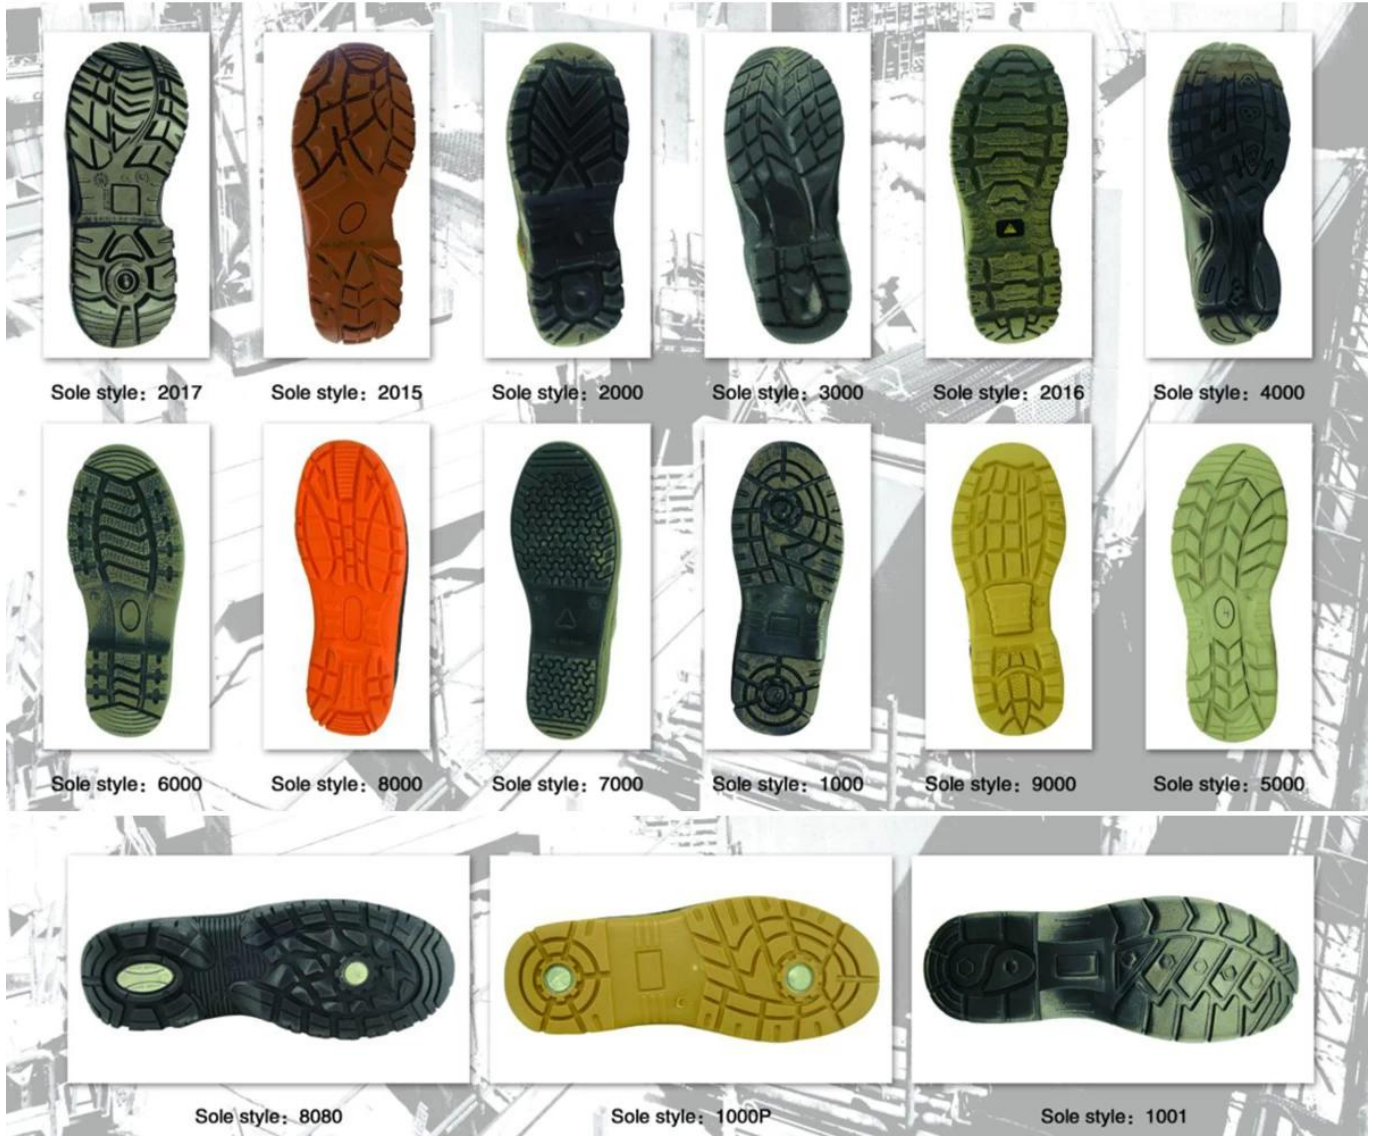 Sole style：2017
Sole style：2015
Sole style：2000
Sole style：3000
Sole style：2016
Sole style：4000
Sole style：6000
Sole style：8000
Sole style：7000
Sole style：1000
Sole style：9000
Sole style：5000
Sole style：8080
Sole style：1000P
Sole style：1001